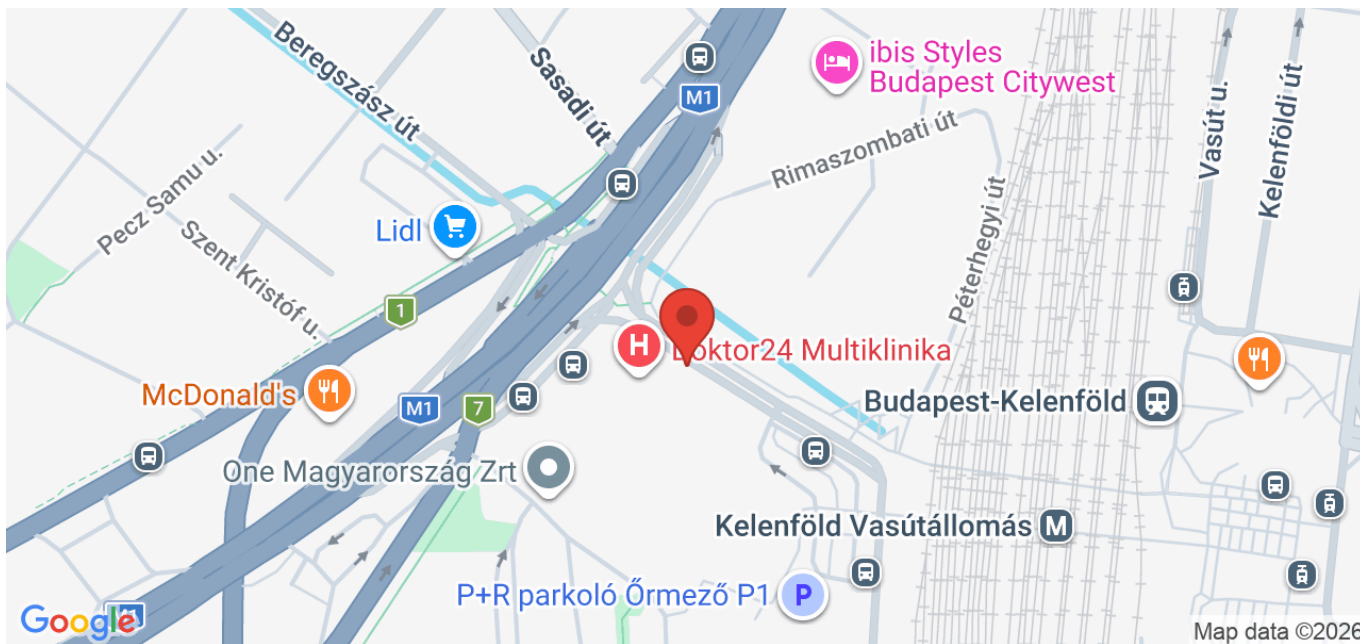 ibis Styles
Budapest Citywest
Beregszász út
Sasadi út
M1
Vasút u.
Kelenföldi út
Rimaszombati út
Pecz Samu u.
Lidl
Szent Kristóf u.
Péterhegyi út
1
H
Doktor24 Multiklinika
McDonald's
M1
7
Budapest-Kelenföld
One Magyarország Zrt
Kelenföld Vasútállomás
M
P+R parkoló Őrmező P1
P
Google
Map data ©2026